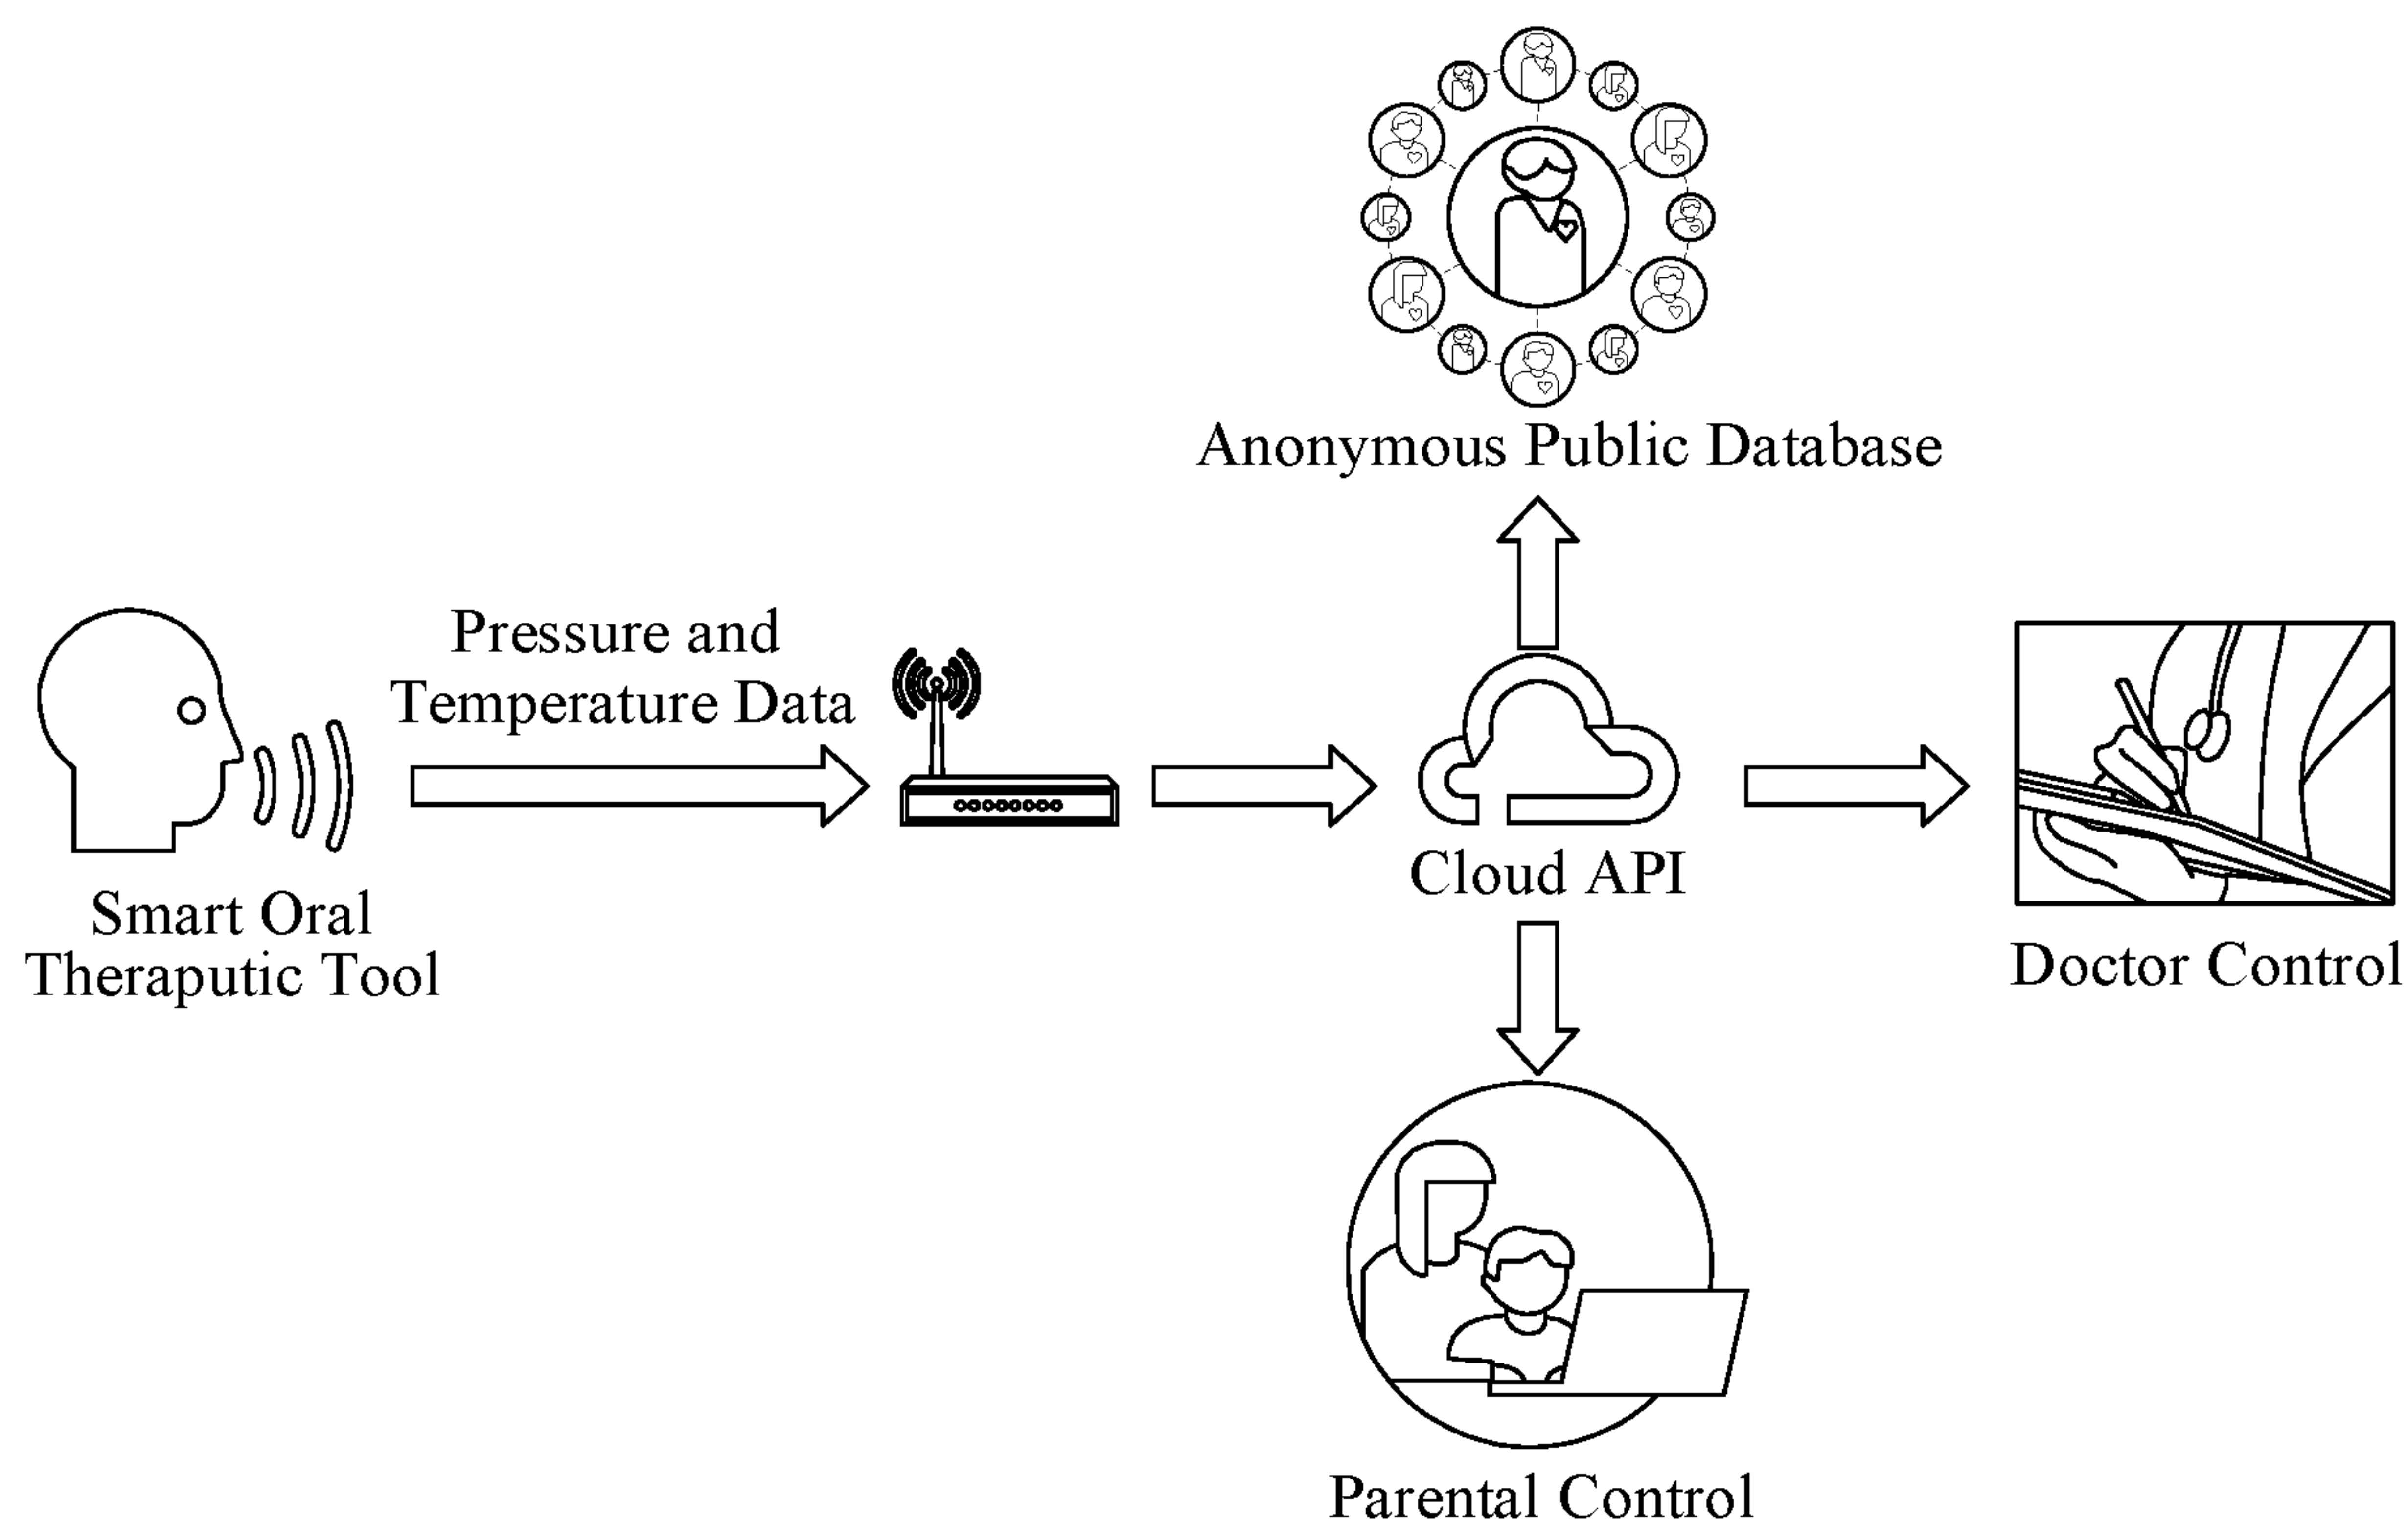 Anonymous Public Database
Pressure and
Temperature Data
Cloud API
Smart Oral
Theraputic Tool
Doctor Control
Parental Control